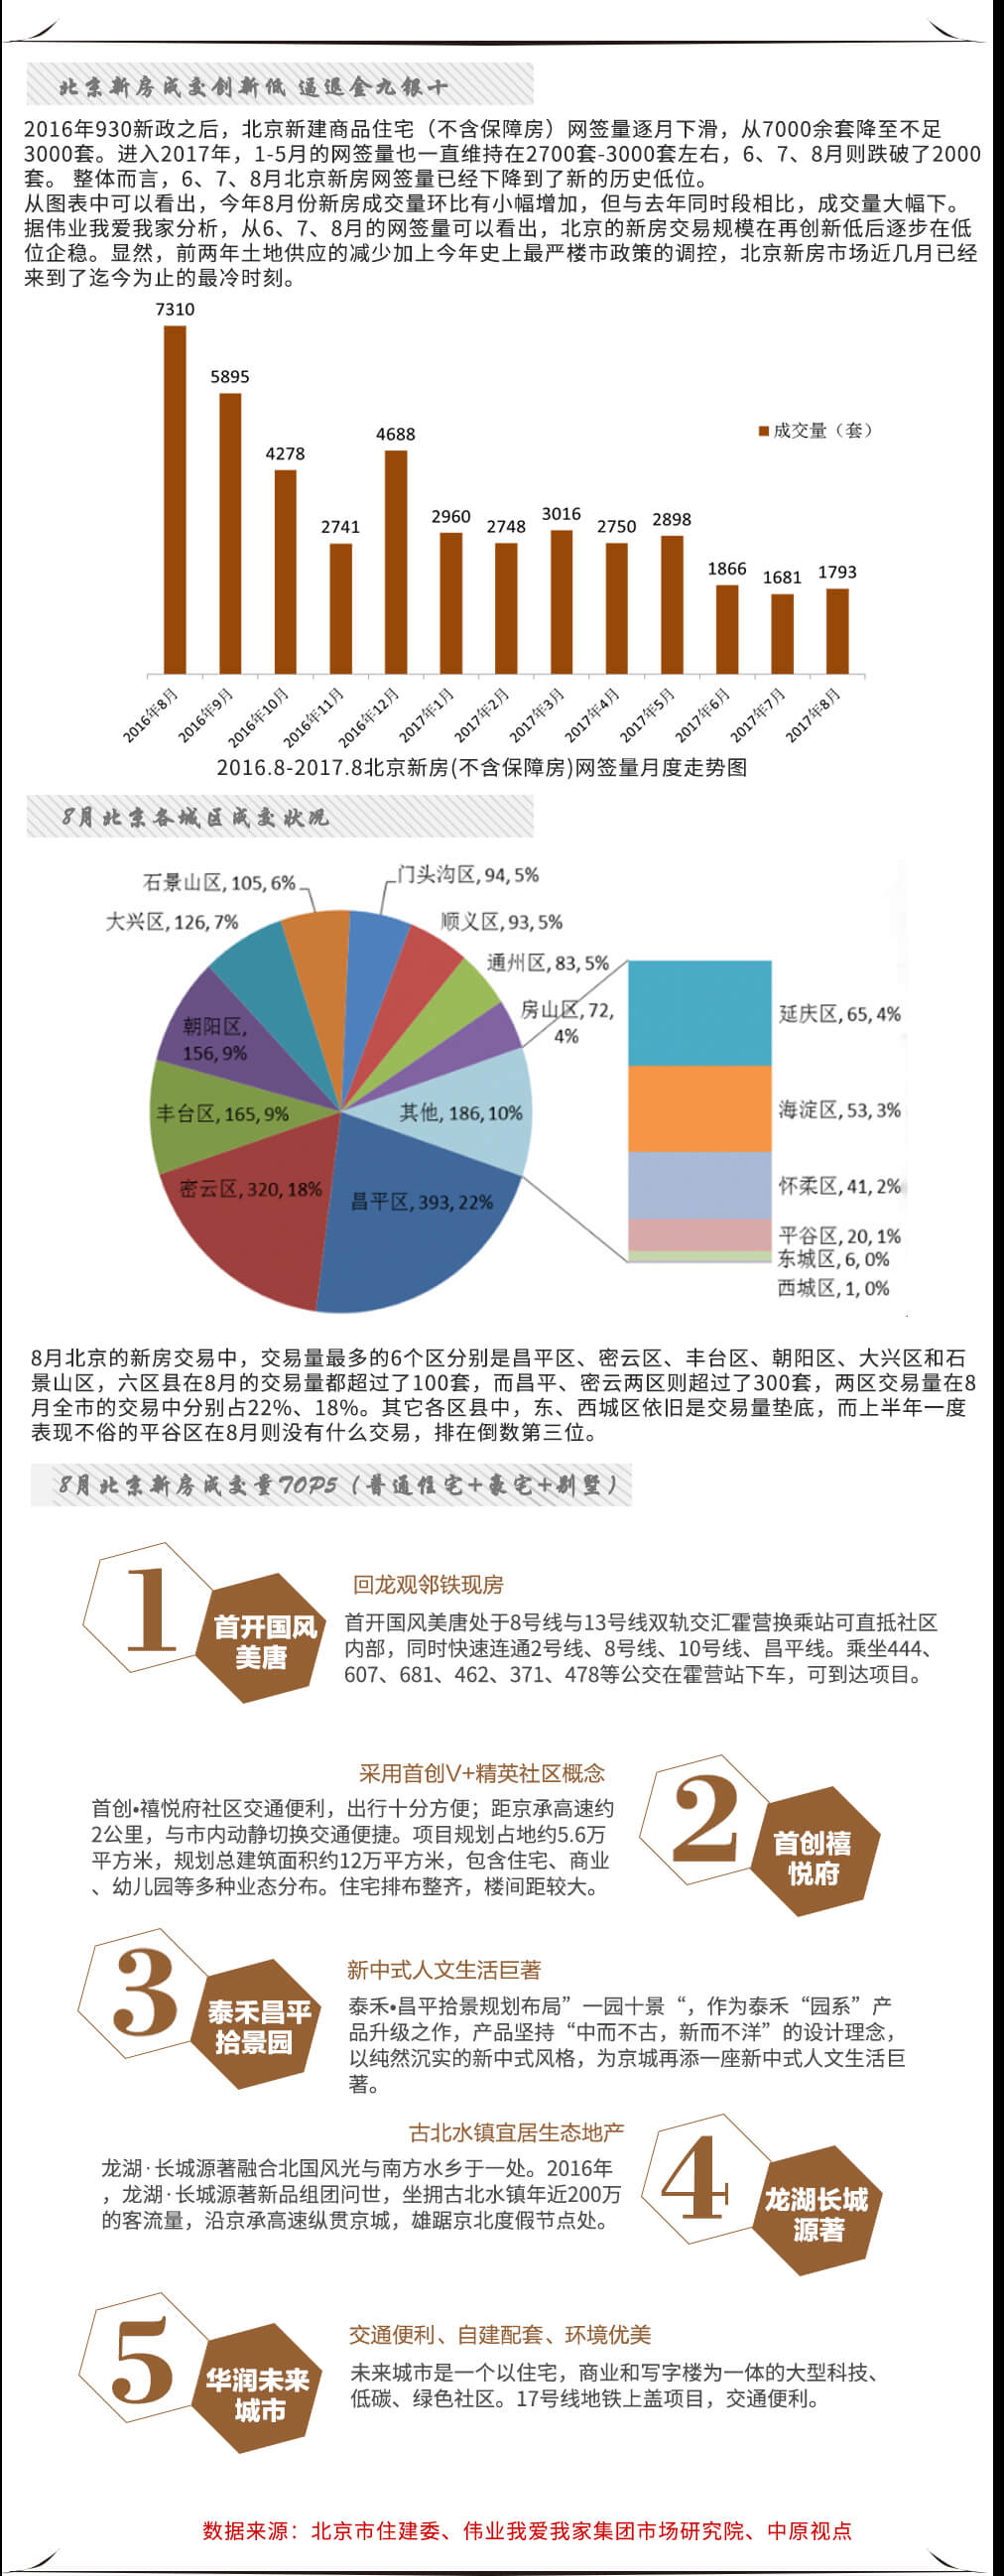 北京新房成交创新低 逼退金九银十
2016年930新政之后，北京新建商品住宅（不含保障房）网签量逐月下滑，从7000余套降至不足
3000套。进入2017年，1-5月的网签量也一直维持在2700套-3000套左右，6、7、8月则跌破了2000
套。 整体而言，6、7、8月北京新房网签量已经下降到了新的历史低位。
从图表中可以看出，今年8月份新房成交量环比有小幅增加，但与去年同时段相比，成交量大幅下。
据伟业我爱我家分析，从6、7、8月的网签量可以看出，北京的新房交易规模在再创新低后逐步在低
位企稳。显然，前两年土地供应的减少加上今年史上最严楼市政策的调控，北京新房市场近几月已经
来到了迄今为止的最冷时刻。
7310
5895
4278
2741
4688
2960
2748
3016
2750
2898
1866
1681
1793
成交量（套）
2016年8月
2016年9月
2016年10月
2016年11月
2016年12月
2017年1月
2017年2月
2017年3月
2017年4月
2017年5月
2017年6月
2017年7月
2017年8月
2016.8-2017.8北京新房(不含保障房)网签量月度走势图
8月北京各城区成交状况
石景山区, 105, 6%
门头沟区, 94, 5%
大兴区, 126, 7%
顺义区, 93, 5%
通州区, 83, 5%
房山区, 72,
4%
朝阳区,
156, 9%
丰台区, 165, 9%
其他, 186, 10%
密云区, 320, 18%
昌平区, 393, 22%
延庆区, 65, 4%
海淀区, 53, 3%
怀柔区, 41, 2%
平谷区, 20, 1%
东城区, 6, 0%
西城区, 1, 0%
8月北京的新房交易中，交易量最多的6个区分别是昌平区、密云区、丰台区、朝阳区、大兴区和石
景山区，六区县在8月的交易量都超过了100套，而昌平、密云两区则超过了300套，两区交易量在8
月全市的交易中分别占22%、18%。其它各区县中，东、西城区依旧是交易量垫底，而上半年一度
表现不俗的平谷区在8月则没有什么交易，排在倒数第三位。
8月北京新房成交量TOP5（普通住宅+豪宅+别墅）
1
首开国风
美唐
回龙观邻铁现房
首开国风美唐处于8号线与13号线双轨交汇霍营换乘站可直抵社区
内部，同时快速连通2号线、8号线、10号线、昌平线。乘坐444、
607、681、462、371、478等公交在霍营站下车，可到达项目。
采用首创V+精英社区概念
首创•禧悦府社区交通便利，出行十分方便；距京承高速约
2公里，与市内动静切换交通便捷。项目规划占地约5.6万
平方米，规划总建筑面积约12万平方米，包含住宅、商业
、幼儿园等多种业态分布。住宅排布整齐，楼间距较大。
2
首创禧
悦府
3
泰禾昌平
拾景园
新中式人文生活巨著
泰禾•昌平拾景规划布局”一园十景“，作为泰禾“园系”产
品升级之作，产品坚持“中而不古，新而不洋”的设计理念，
以纯然沉实的新中式风格，为京城再添一座新中式人文生活巨
著。
古北水镇宜居生态地产
龙湖·长城源著融合北国风光与南方水乡于一处。2016年
，龙湖·长城源著新品组团问世，坐拥古北水镇年近200万
的客流量，沿京承高速纵贯京城，雄踞京北度假节点处。
4
龙湖长城
源著
5
华润未来
城市
交通便利、自建配套、环境优美
未来城市是一个以住宅，商业和写字楼为一体的大型科技、
低碳、绿色社区。17号线地铁上盖项目，交通便利。
数据来源：北京市住建委、伟业我爱我家集团市场研究院、中原视点